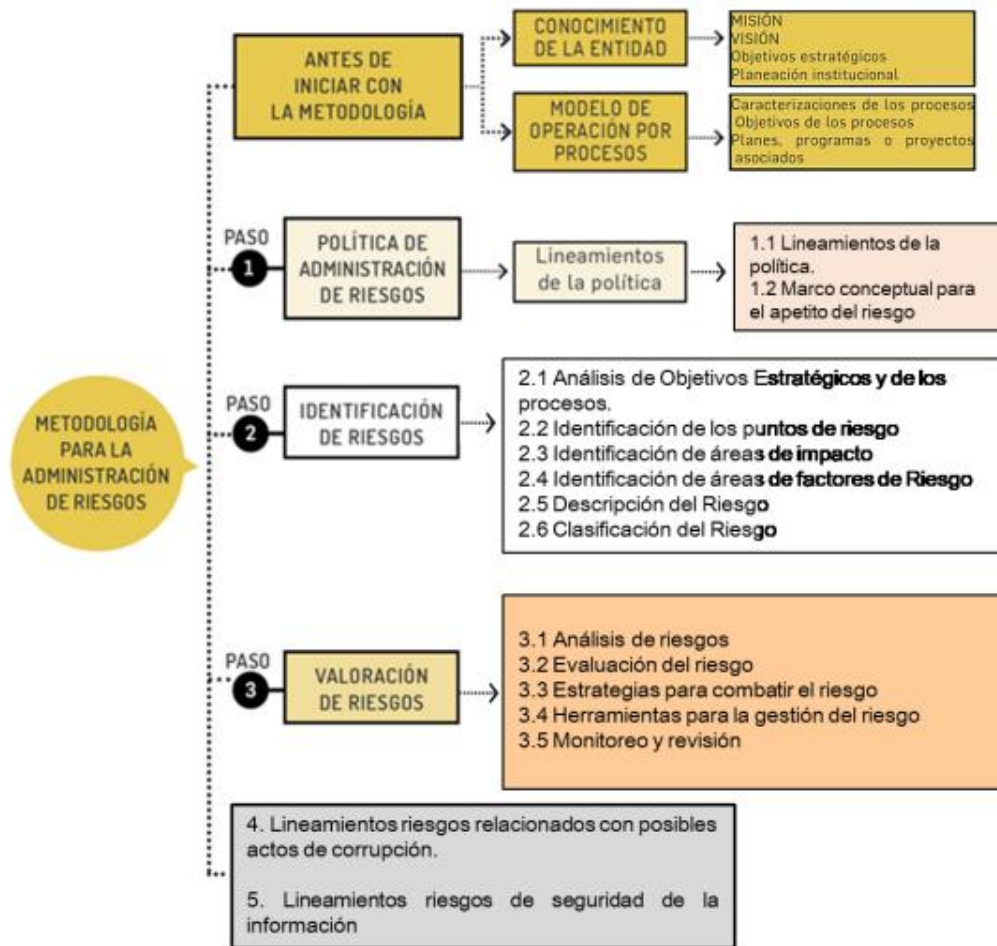 ANTES DE
INICIAR CON
LA METODOLOGÍA
CONOCIMIENTO
DE LA ENTIDAD
MISIÓN
VISIÓN
Objetivos estratégicos
Planeación institucional
MODELO DE
OPERACIÓN POR
PROCESOS
Caracterizaciones de los procesos
Objetivos de los procesos
Planes, programas o proyectos
asociados
PASO
1
POLÍTICA DE
ADMINISTRACIÓN
DE RIESGOS
Lineamientos
de la política
1.1 Lineamientos de la
política.
1.2 Marco conceptual para
el apetito del riesgo
METODOLOGÍA
PARA LA
ADMINISTRACIÓN
DE RIESGOS
PASO
2
IDENTIFICACIÓN
DE RIESGOS
2.1 Análisis de Objetivos Estratégicos y de los
procesos.
2.2 Identificación de los puntos de riesgo
2.3 Identificación de áreas de impacto
2.4 Identificación de áreas de factores de Riesgo
2.5 Descripción del Riesgo
2.6 Clasificación del Riesgo
PASO
3
VALORACIÓN
DE RIESGOS
3.1 Análisis de riesgos
3.2 Evaluación del riesgo
3.3 Estrategias para combatir el riesgo
3.4 Herramientas para la gestión del riesgo
3.5 Monitoreo y revisión
4. Lineamientos riesgos relacionados con posibles
actos de corrupción.
5. Lineamientos riesgos de seguridad de la
información